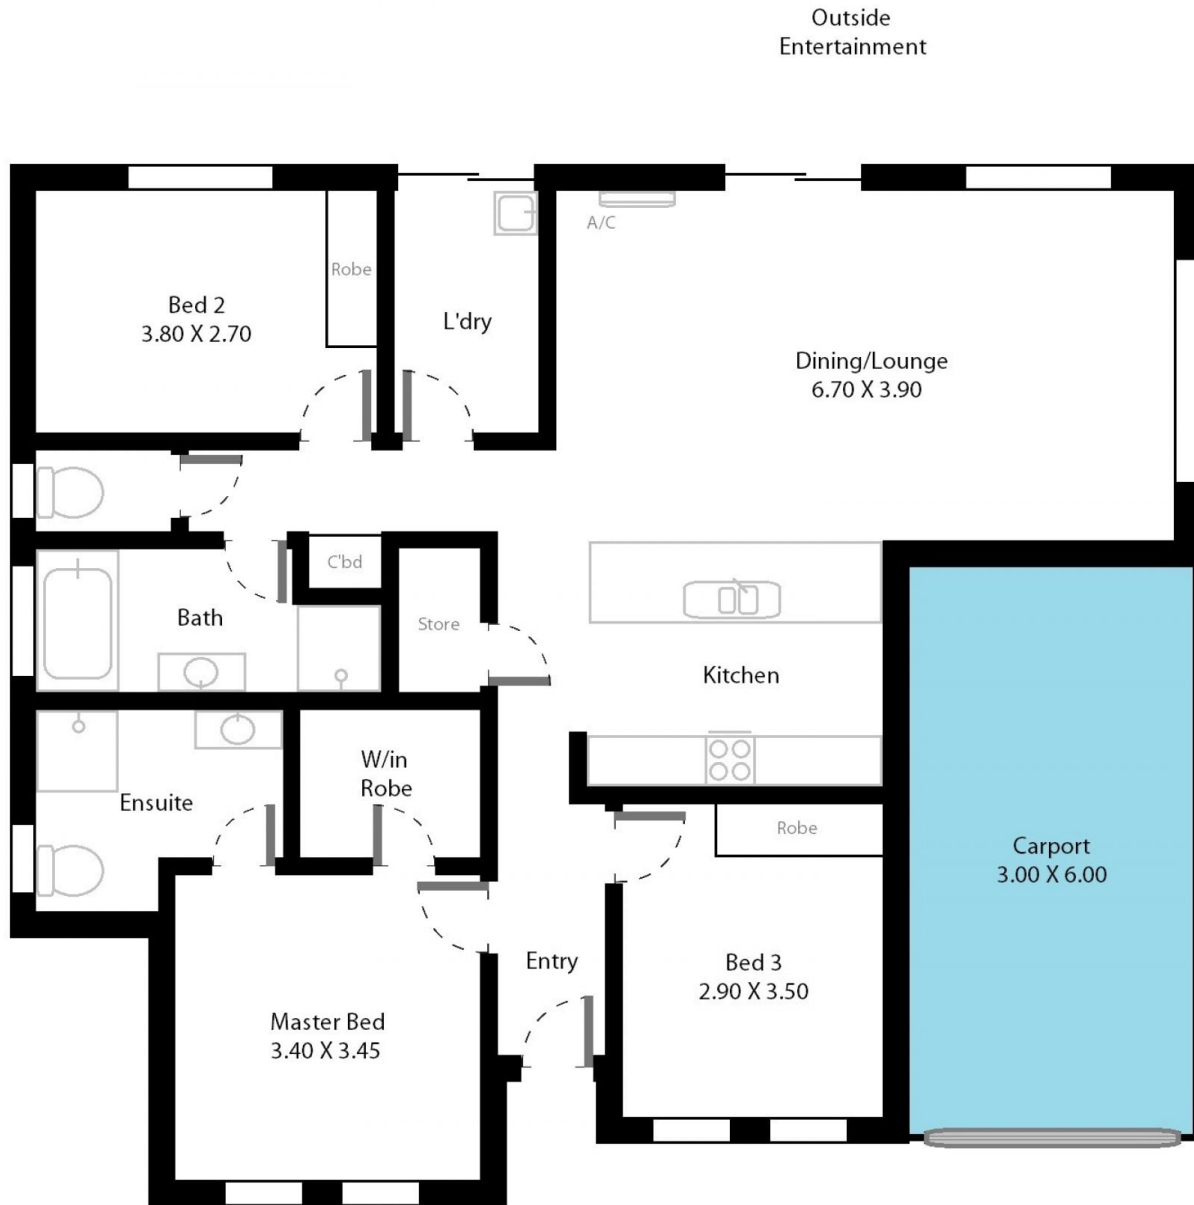 Outside
Entertainment
A/C
Robe
Bed 2
3.80 X 2.70
L'dry
Dining/Lounge
6.70 X 3.90
C'bd
Bath
Store
Kitchen
W/in
Robe
Ensuite
Robe
Carport
3.00 X 6.00
Entry
Bed 3
2.90 X 3.50
Master Bed
3.40 X 3.45